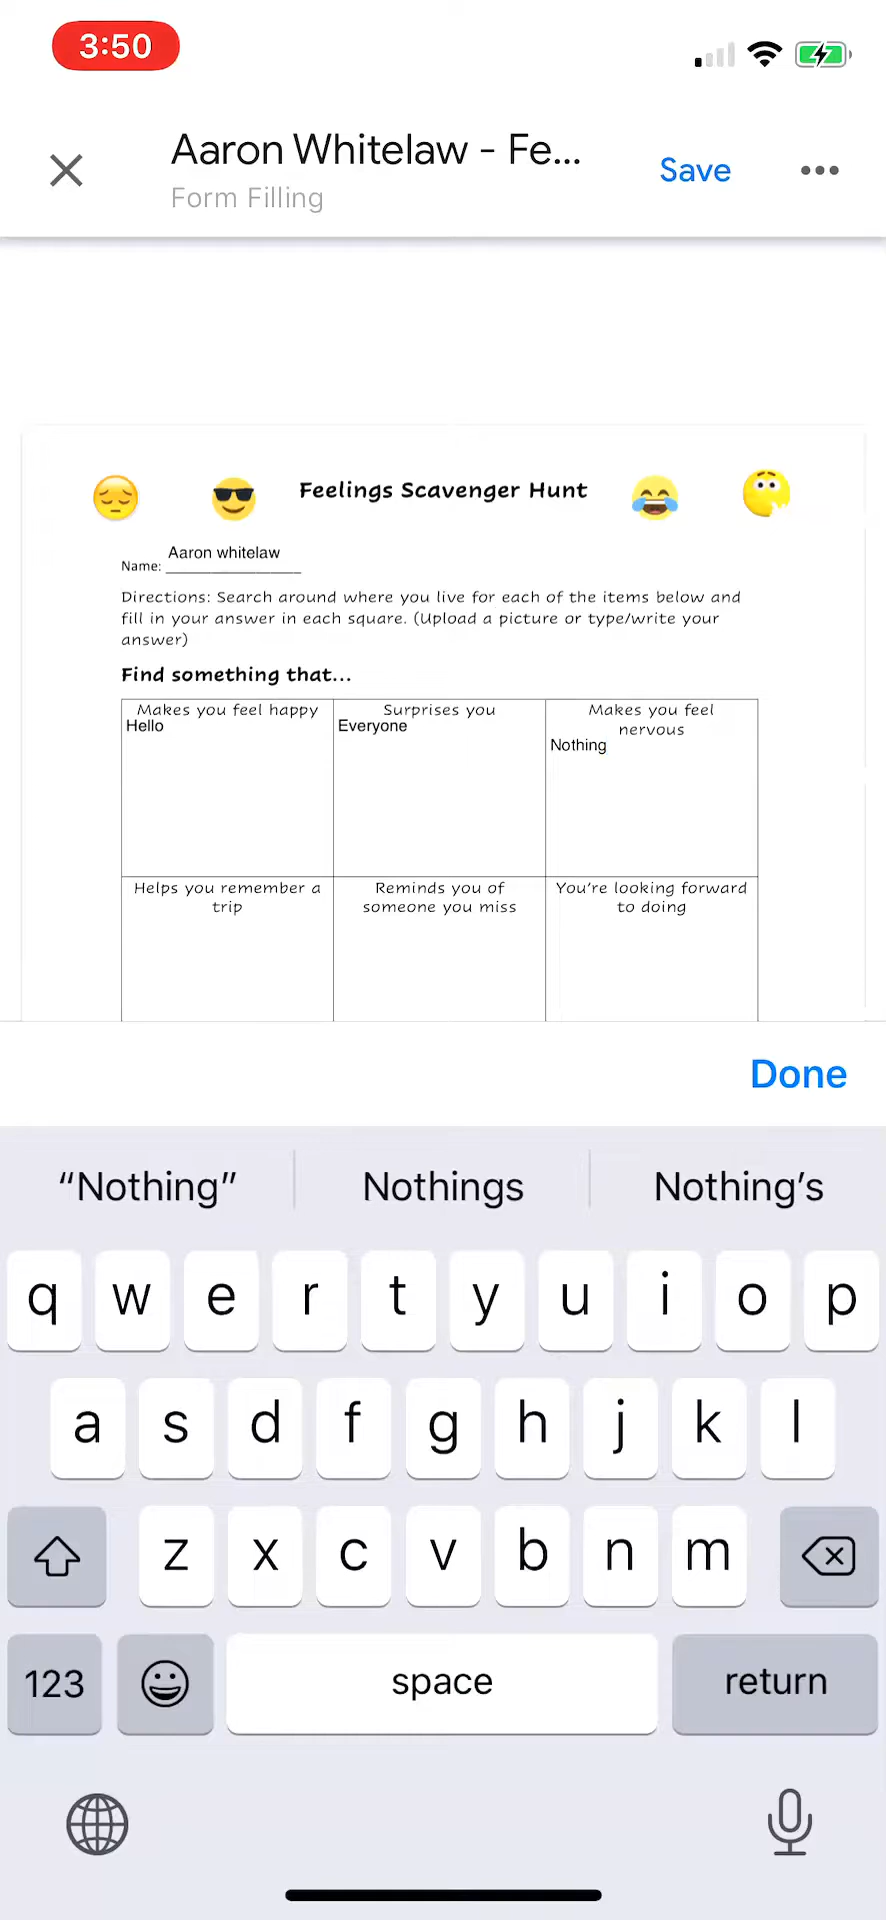 3:50
Aaron Whitelaw - Fe...
Form Filling
Save
Feelings Scavenger Hunt
Aaron whitelaw
Name: ___________________
Directions: Search around where you live for each of the items below and
fill in your answer in each square. (Upload a picture or type/write your
answer)
Find something that...
Makes you feel happy
Hello
Surprises you
Everyone
Makes you feel
nervous
Nothing
Helps you remember a
trip
Reminds you of
someone you miss
You're looking forward
to doing
Done
“Nothing”
Nothings
Nothing's
q w e r t y u i o p
a s d f g h j k l
z x c v b n m
123
space
return